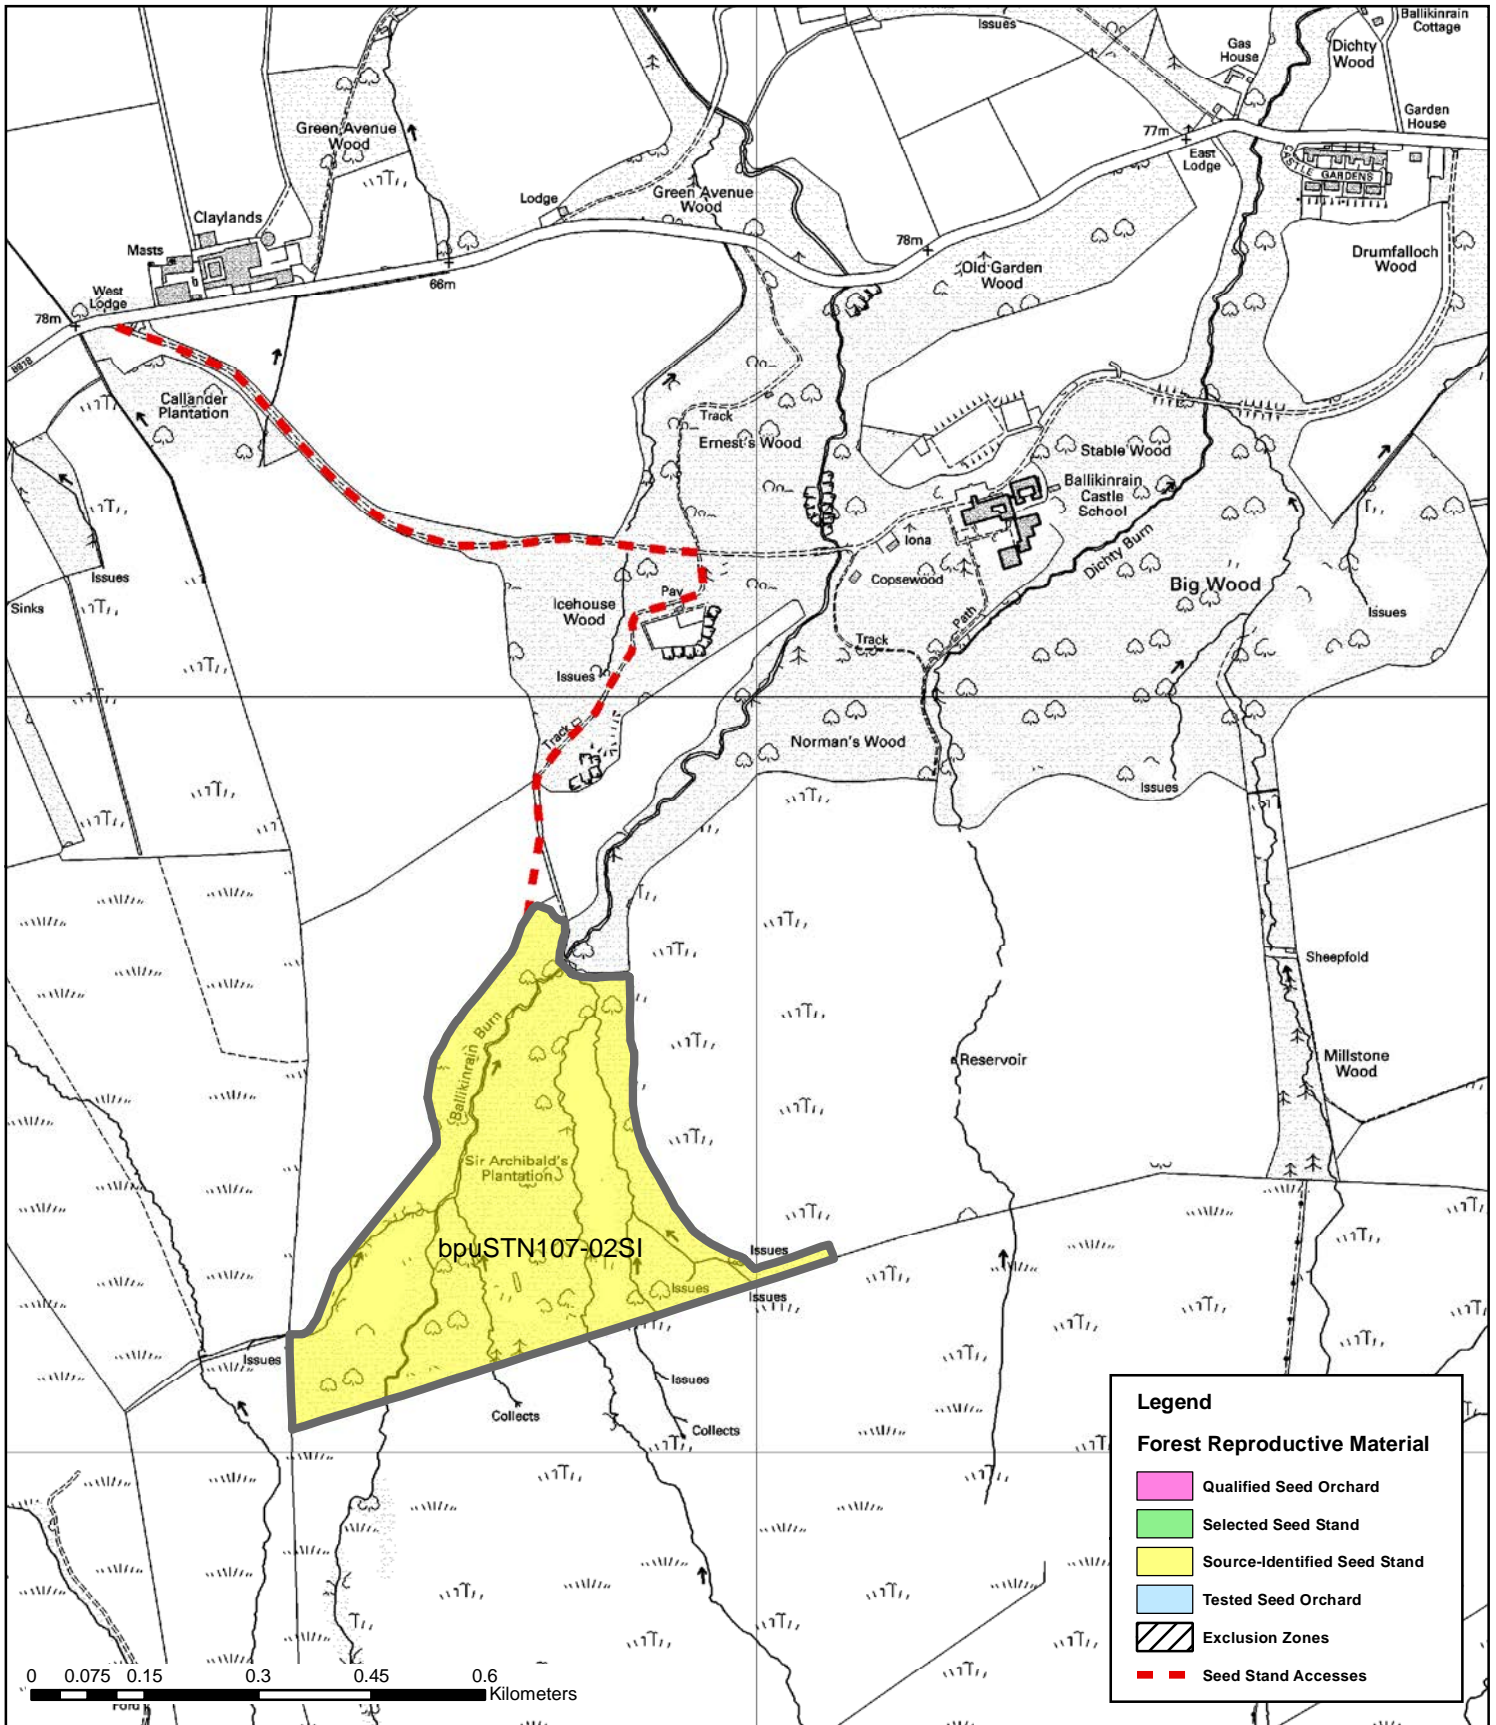 Issues
Ballikinrain
Cottage
Gas
House
Dichty
Wood
Garden
House
Green Avenue
Wood
77m
East
Lodge
CASTLE
GARDENS
Lodge
Green Avenue
Wood
Claylands
Masts
78m
Old Garden
Wood
Drumfalloch
Wood
66m
West
Lodge
78m
B818
Callander
Plantation
Track
Ernest's Wood
Stable Wood
Ballikinrain
Castle
School
Iona
Dichty Burn
Copsewood
Big Wood
Issues
Sinks
Pav
Icehouse
Wood
Path
Issues
Track
Issues
Track
Norman's Wood
Issues
Sheepfold
Ballikinrain Burn
Reservoir
Millstone
Wood
Sir Archibald's
Plantation
bpuSTN107-02SI
Issues
Issues
Issues
Issues
Issues
Collects
Collects
Legend
Forest Reproductive Material
Qualified Seed Orchard
Selected Seed Stand
Source-Identified Seed Stand
Tested Seed Orchard
Exclusion Zones
Seed Stand Accesses
0 0.075 0.15 0.3 0.45 0.6
Kilometers
Ford